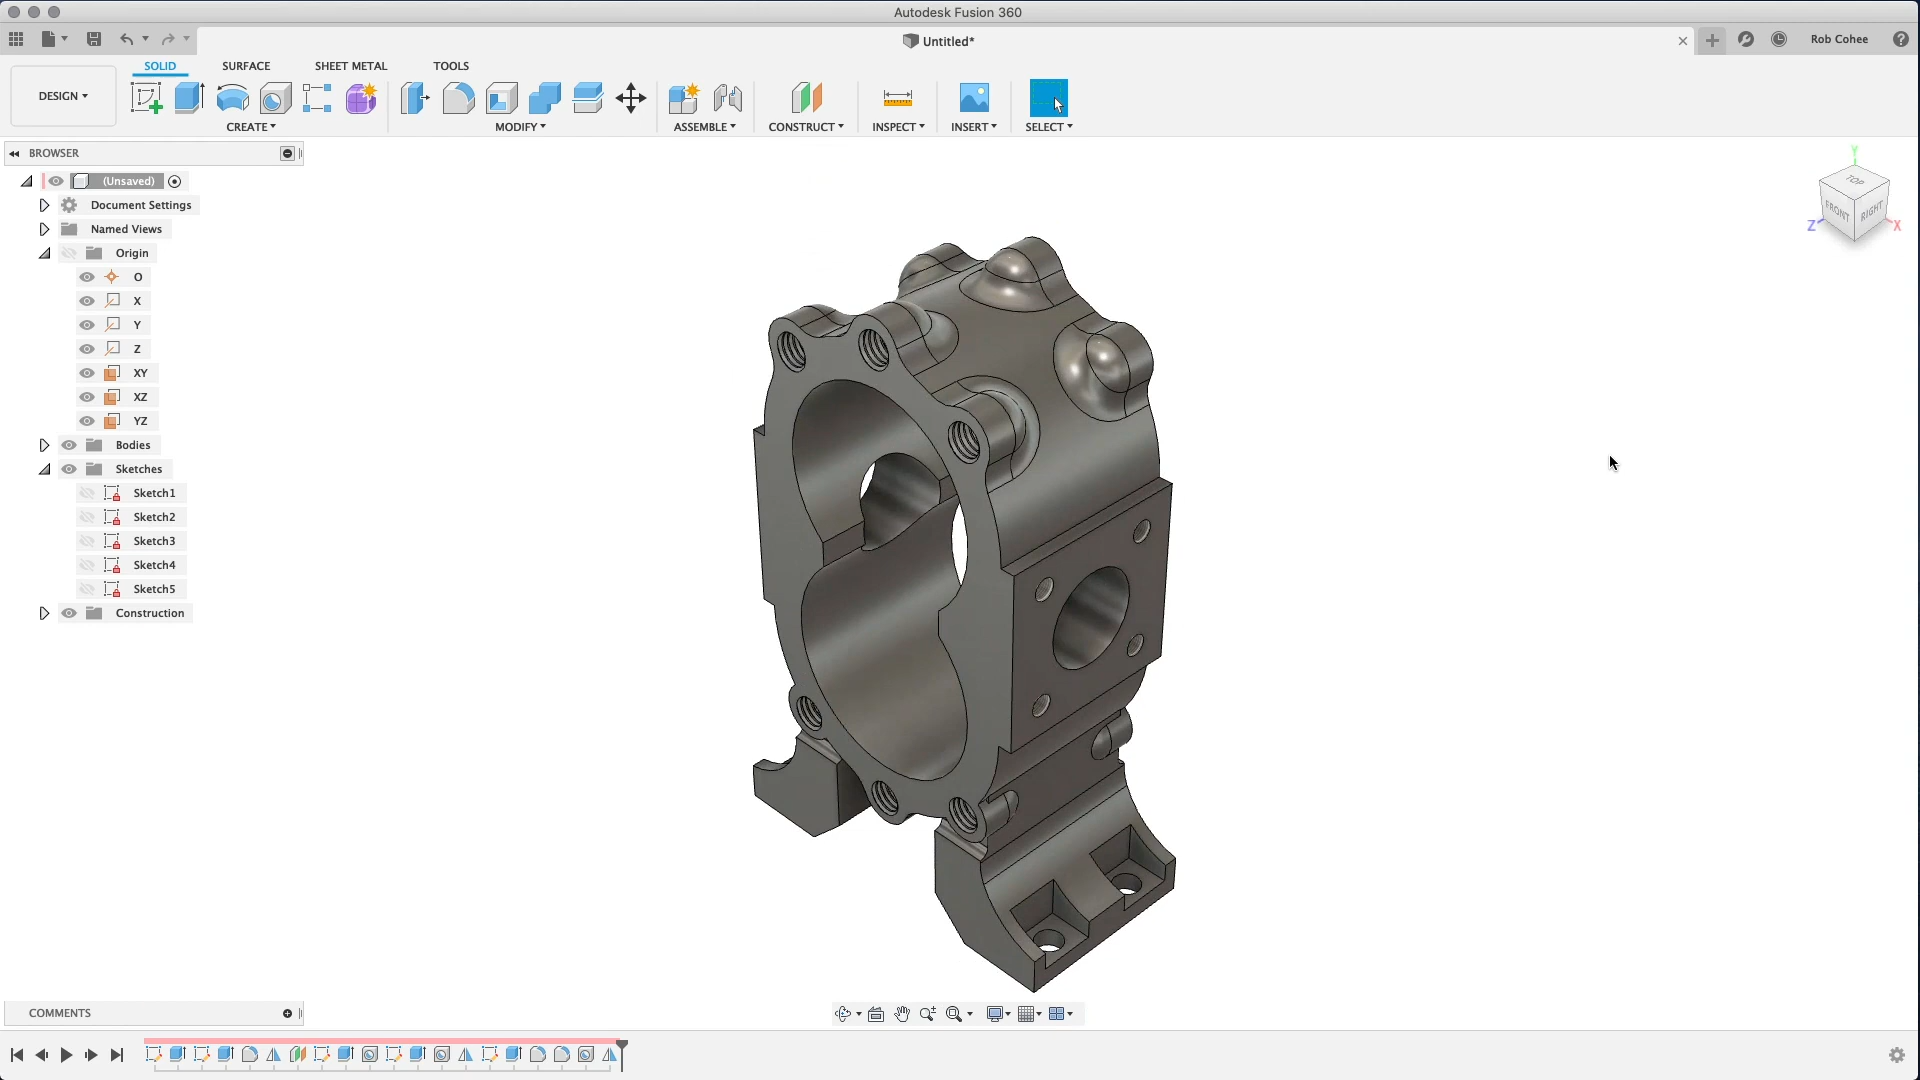 Autodesk Fusion 360
Untitled*
Rob Cohee
DESIGN
SOLID
SURFACE
SHEET METAL
TOOLS
CREATE
MODIFY
ASSEMBLE
CONSTRUCT
INSPECT
INSERT
SELECT
BROWSER
(Unsaved)
Document Settings
Named Views
Origin
O
X
Y
Z
XY
XZ
YZ
Bodies
Sketches
Sketch1
Sketch2
Sketch3
Sketch4
Sketch5
Construction
Y
TOP
FRONT
RIGHT
Z
X
COMMENTS